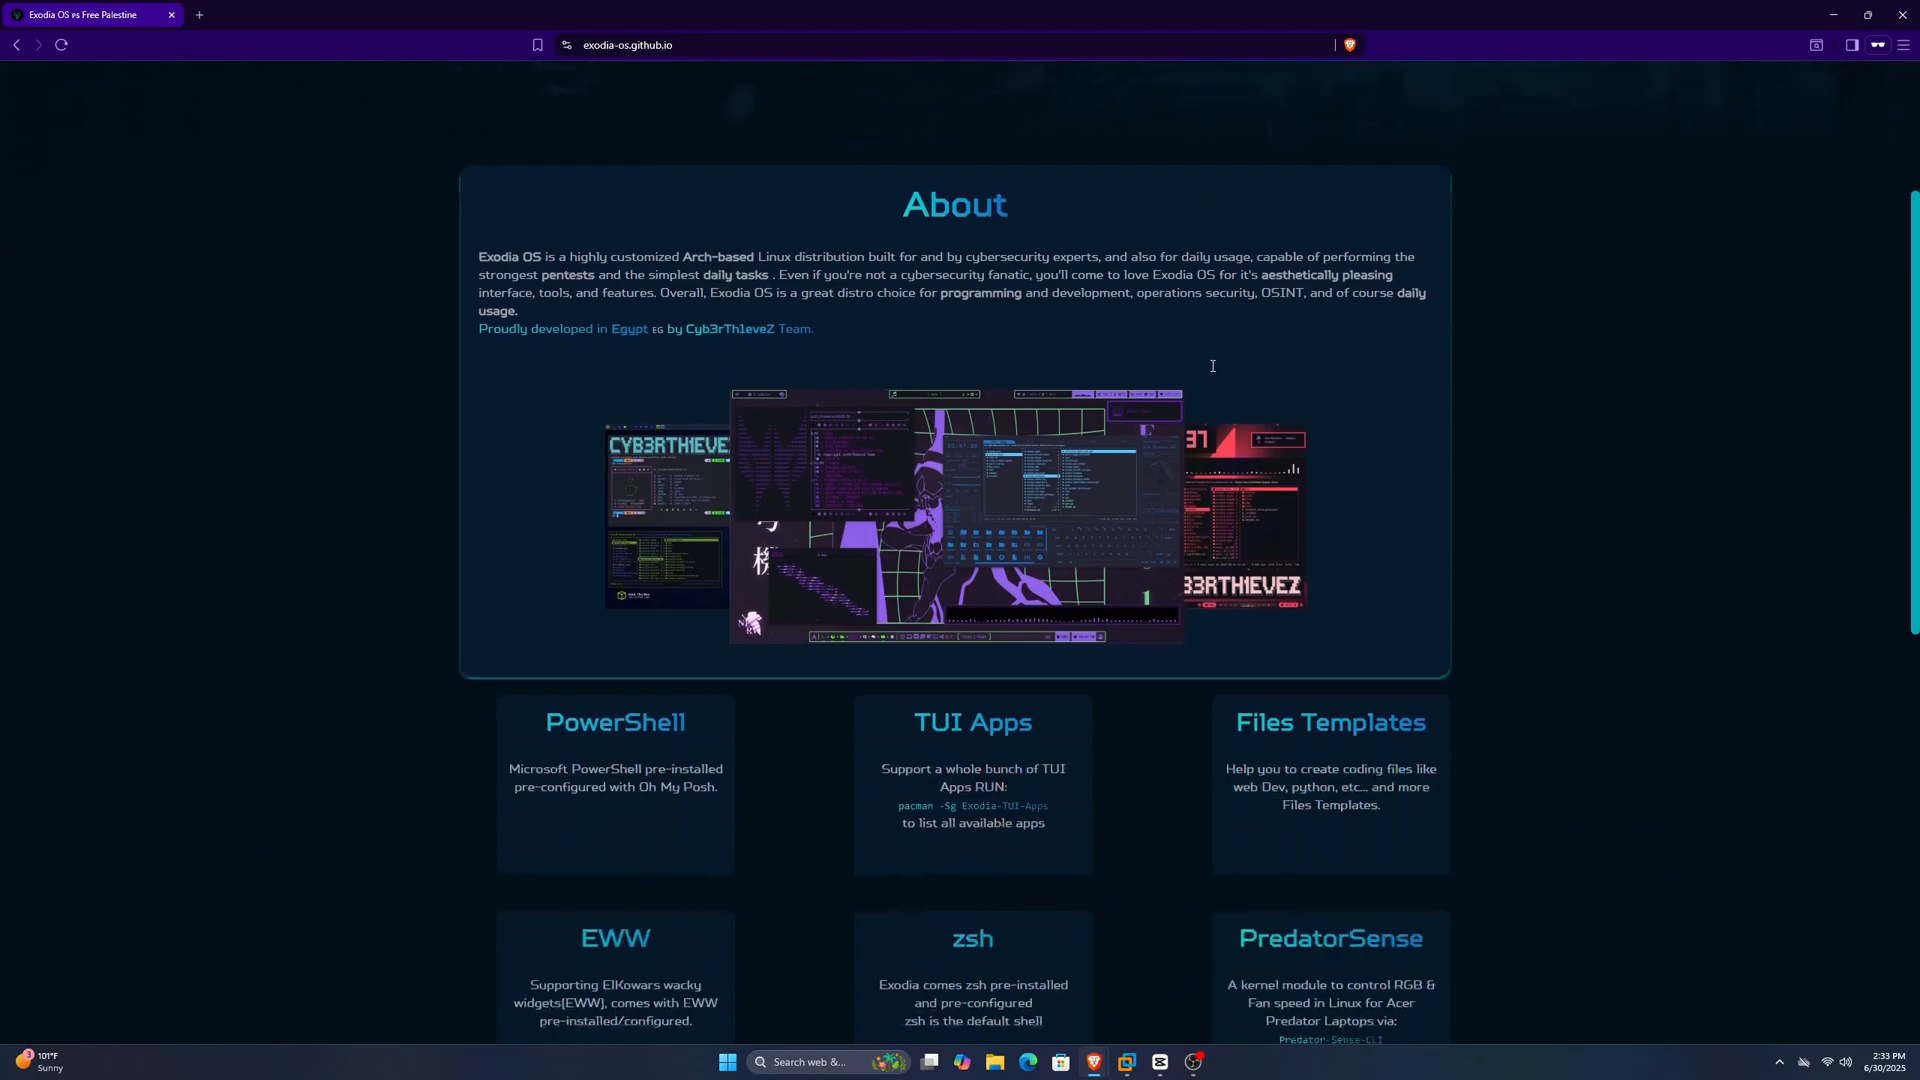 Exodia OS ps Free Palestine
exodia-os.github.io
About
Exodia OS is a highly customized Arch-based Linux distribution built for and by cybersecurity experts, and also for daily usage, capable of performing the
strongest pentests and the simplest daily tasks . Even if you're not a cybersecurity fanatic, you'll come to love Exodia OS for it's aesthetically pleasing
interface, tools, and features. Overall, Exodia OS is a great distro choice for programming and development, operations security, OSINT, and of course daily
usage.
Proudly developed in Egypt EG by Cyb3rTh1eveZ Team.
CYB3RTH1EVE
37
B3RTH1EVEZ
PowerShell
Microsoft PowerShell pre-installed
pre-configured with Oh My Posh.
TUI Apps
Support a whole bunch of TUI
Apps RUN:
pacman -Sg Exodia-TUI-Apps
to list all available apps
Files Templates
Help you to create coding files like
web Dev, python, etc... and more
Files Templates.
EWW
Supporting ElKowars wacky
widgets(EWW), comes with EWW
pre-installed/configured.
zsh
Exodia comes zsh pre-installed
and pre-configured
zsh is the default shell
PredatorSense
A kernel module to control RGB &
Fan speed in Linux for Acer
Predator Laptops via:
Predator-Sense-CLI
3
101°F
Sunny
Search web &...
2:33 PM
6/30/2025